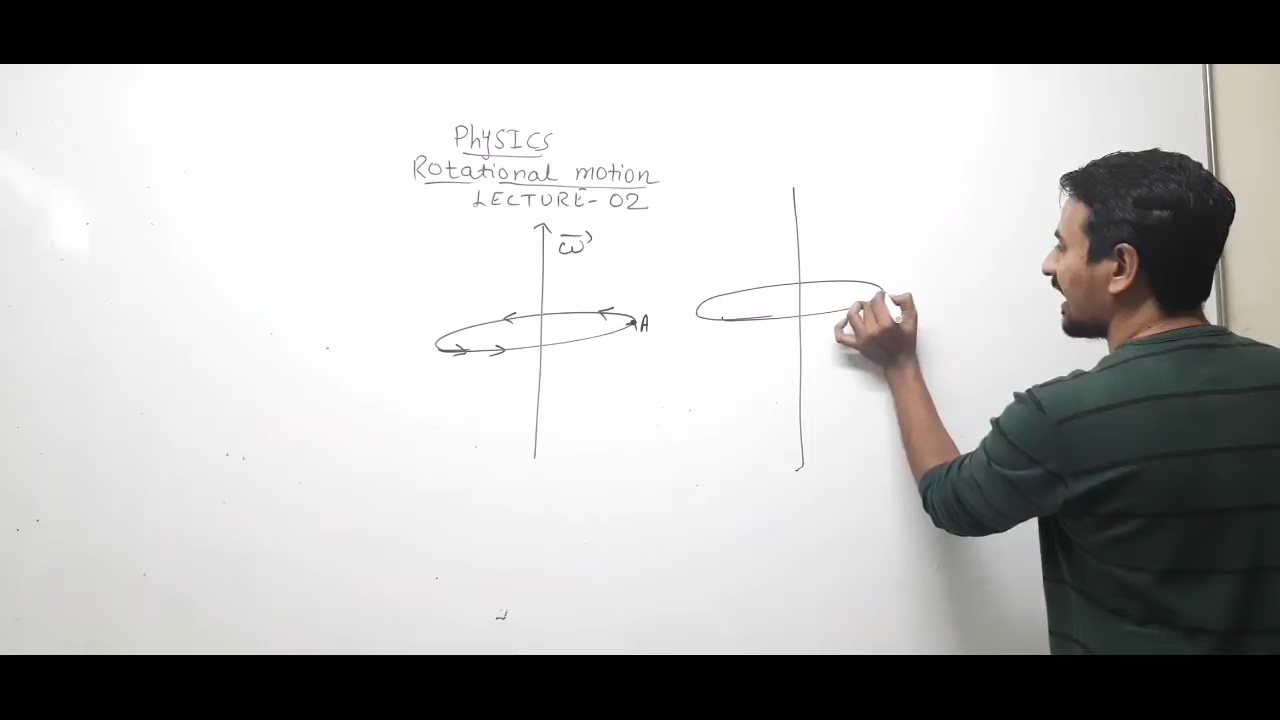 PhYSICS
Rotational motion
LECTURE- 02
ω
A